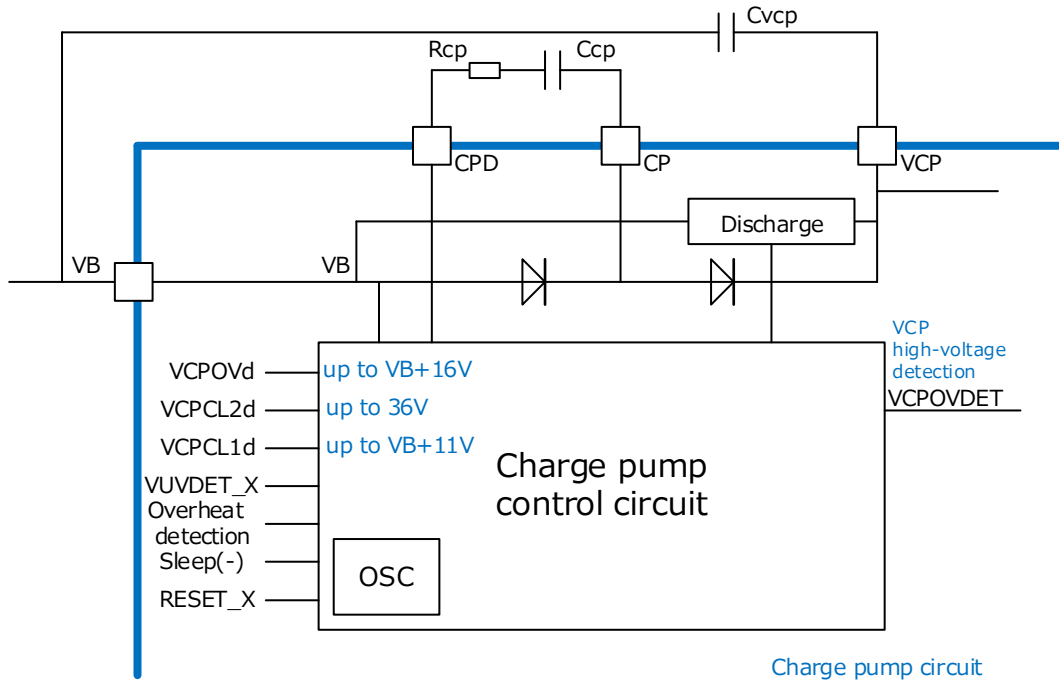 Cvcp
Rcp
Ccp
CPD
CP
VCP
Discharge
VB
VB
VCP
high-voltage
detection
VCPOVDET
VCPOVd
up to VB+16V
VCPCL2d
up to 36V
VCPCL1d
up to VB+11V
VUVDET_X
Overheat
detection
Sleep(-)
RESET_X
Charge pump
control circuit
OSC
Charge pump circuit